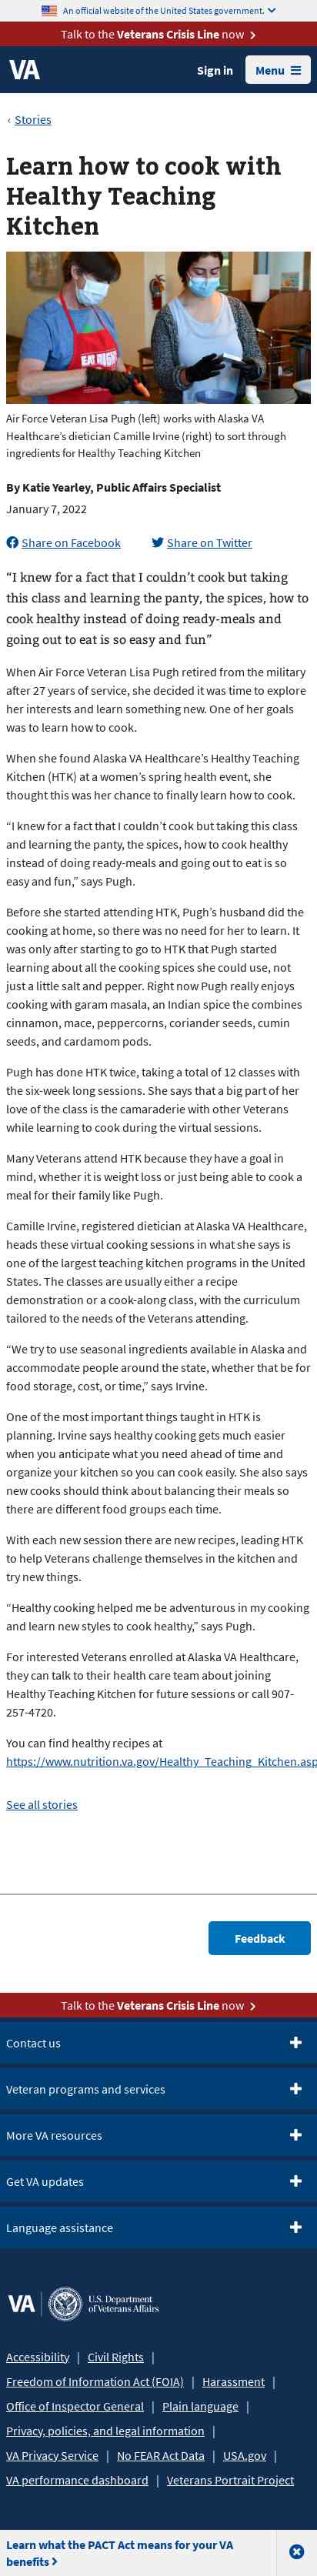 An official website of the United States government.
Talk to the Veterans Crisis Line now
VA
Sign in
Menu
‹ Stories
Learn how to cook with
Healthy Teaching
Kitchen
Air Force Veteran Lisa Pugh (left) works with Alaska VA
Healthcare’s dietician Camille Irvine (right) to sort through
ingredients for Healthy Teaching Kitchen
By Katie Yearley, Public Affairs Specialist
January 7, 2022
Share on Facebook
Share on Twitter
“I knew for a fact that I couldn’t cook but taking
this class and learning the panty, the spices, how to
cook healthy instead of doing ready-meals and
going out to eat is so easy and fun”
When Air Force Veteran Lisa Pugh retired from the military
after 27 years of service, she decided it was time to explore
her interests and learn something new. One of her goals
was to learn how to cook.
When she found Alaska VA Healthcare’s Healthy Teaching
Kitchen (HTK) at a women’s spring health event, she
thought this was her chance to finally learn how to cook.
“I knew for a fact that I couldn’t cook but taking this class
and learning the panty, the spices, how to cook healthy
instead of doing ready-meals and going out to eat is so
easy and fun,” says Pugh.
Before she started attending HTK, Pugh’s husband did the
cooking at home, so there was no need for her to learn. It
was only after starting to go to HTK that Pugh started
learning about all the cooking spices she could use, not
just a little salt and pepper. Right now Pugh really enjoys
cooking with garam masala, an Indian spice the combines
cinnamon, mace, peppercorns, coriander seeds, cumin
seeds, and cardamom pods.
Pugh has done HTK twice, taking a total of 12 classes with
the six-week long sessions. She says that a big part of her
love of the class is the camaraderie with other Veterans
while learning to cook during the virtual sessions.
Many Veterans attend HTK because they have a goal in
mind, whether it is weight loss or just being able to cook a
meal for their family like Pugh.
Camille Irvine, registered dietician at Alaska VA Healthcare,
heads these virtual cooking sessions in what she says is
one of the largest teaching kitchen programs in the United
States. The classes are usually either a recipe
demonstration or a cook-along class, with the curriculum
tailored to the needs of the Veterans attending.
“We try to use seasonal ingredients available in Alaska and
accommodate people around the state, whether that be for
food storage, cost, or time,” says Irvine.
One of the most important things taught in HTK is
planning. Irvine says healthy cooking gets much easier
when you anticipate what you need ahead of time and
organize your kitchen so you can cook easily. She also says
new cooks should think about balancing their meals so
there are different food groups each time.
With each new session there are new recipes, leading HTK
to help Veterans challenge themselves in the kitchen and
try new things.
“Healthy cooking helped me be adventurous in my cooking
and learn new styles to cook healthy,” says Pugh.
For interested Veterans enrolled at Alaska VA Healthcare,
they can talk to their health care team about joining
Healthy Teaching Kitchen for future sessions or call 907-
257-4720.
You can find healthy recipes at
https://www.nutrition.va.gov/Healthy_Teaching_Kitchen.asp
See all stories
Feedback
Talk to the Veterans Crisis Line now
Contact us
Veteran programs and services
More VA resources
Get VA updates
Language assistance
VA | U.S. Department
of Veterans Affairs
Accessibility | Civil Rights |
Freedom of Information Act (FOIA) | Harassment |
Office of Inspector General | Plain language |
Privacy, policies, and legal information |
VA Privacy Service | No FEAR Act Data | USA.gov |
VA performance dashboard | Veterans Portrait Project
Learn what the PACT Act means for your VA
benefits